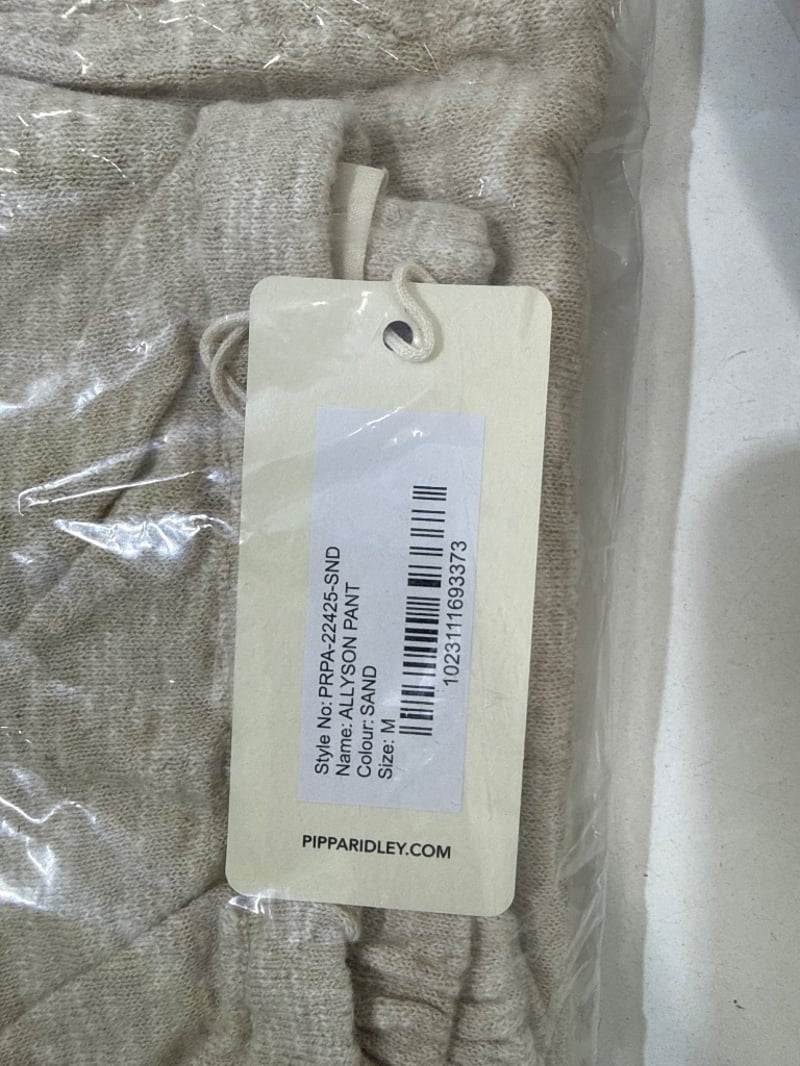 Style No: PRPA-22425-SND
Name: ALLYSON PANT
Colour: SAND
Size: M
1023111693373
PIPPARIDLEY.COM